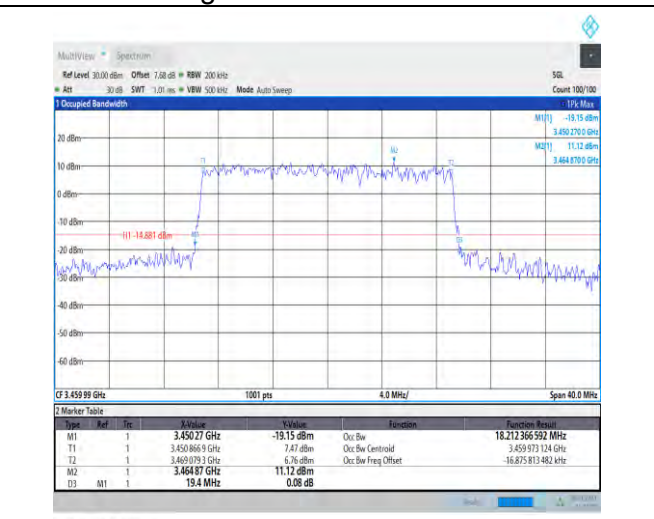 MultiView Spectrum
Ref Level 30.00 dBm Offset 7.68 dB RBW 200 kHz SGL
Att 30 dB SWT 1.01 ms VBW 500 kHz Mode Auto Sweep Count 100/100
1 Occupied Bandwidth 1Pk Max
M1[1] -19.15 dBm
3.450 270 0 GHz
M2[1] 11.12 dBm
3.464 870 0 GHz
20 dBm
M2
T1 T2
10 dBm
0 dBm
-10 dBm
H1 -14.881 dBm M1
D3
-20 dBm
-30 dBm
-40 dBm
-50 dBm
-60 dBm
CF 3.459 99 GHz 1001 pts 4.0 MHz/ Span 40.0 MHz
2 Marker Table
Type Ref Trc X-Value Y-Value Function Function Result
M1 1 3.450 27 GHz -19.15 dBm Occ Bw 18.212 366 592 MHz
T1 1 3.450 866 9 GHz 7.47 dBm Occ Bw Centroid 3.459 973 124 GHz
T2 1 3.469 079 3 GHz 6.76 dBm Occ Bw Freq Offset -16.875 813 482 kHz
M2 1 3.464 87 GHz 11.12 dBm
D3 M1 1 19.4 MHz 0.08 dB